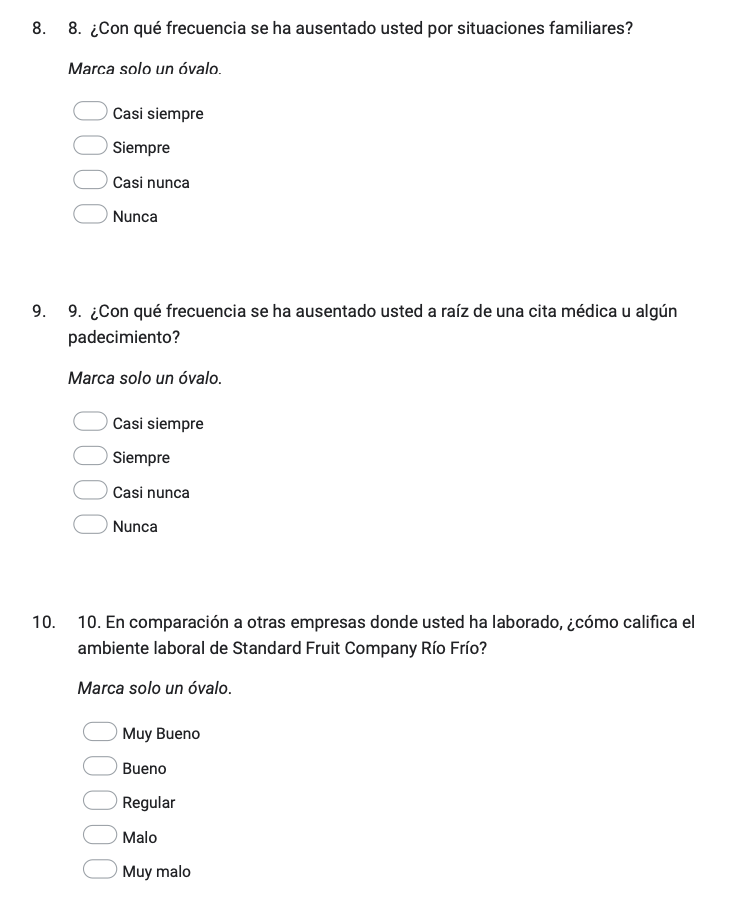 8. 8. ¿Con qué frecuencia se ha ausentado usted por situaciones familiares?
Marca solo un óvalo.
Casi siempre
Siempre
Casi nunca
Nunca
9. 9. ¿Con qué frecuencia se ha ausentado usted a raíz de una cita médica u algún
padecimiento?
Marca solo un óvalo.
Casi siempre
Siempre
Casi nunca
Nunca
10. 10. En comparación a otras empresas donde usted ha laborado, ¿cómo califica el
ambiente laboral de Standard Fruit Company Río Frío?
Marca solo un óvalo.
Muy Bueno
Bueno
Regular
Malo
Muy malo